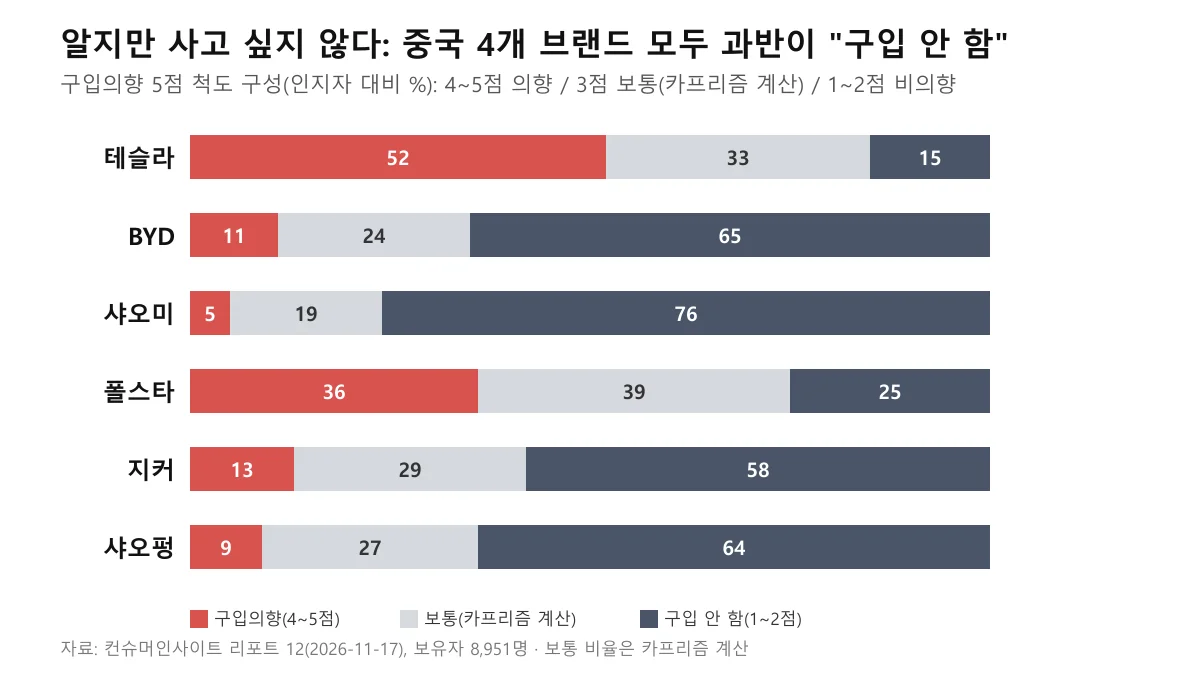 알지만 사고 싶지 않다: 중국 4개 브랜드 모두 과반이 "구입 안 함"
구입의향 5점 척도 구성(인지자 대비 %): 4~5점 의향 / 3점 보통(카프리즘 계산) / 1~2점 비의향
테슬라 52 33 15
BYD 11 24 65
샤오미 5 19 76
폴스타 36 39 25
지커 13 29 58
샤오펑 9 27 64
구입의향(4~5점) 보통(카프리즘 계산) 구입 안 함(1~2점)
자료: 컨슈머인사이트 리포트 12(2026-11-17), 보유자 8,951명 · 보통 비율은 카프리즘 계산